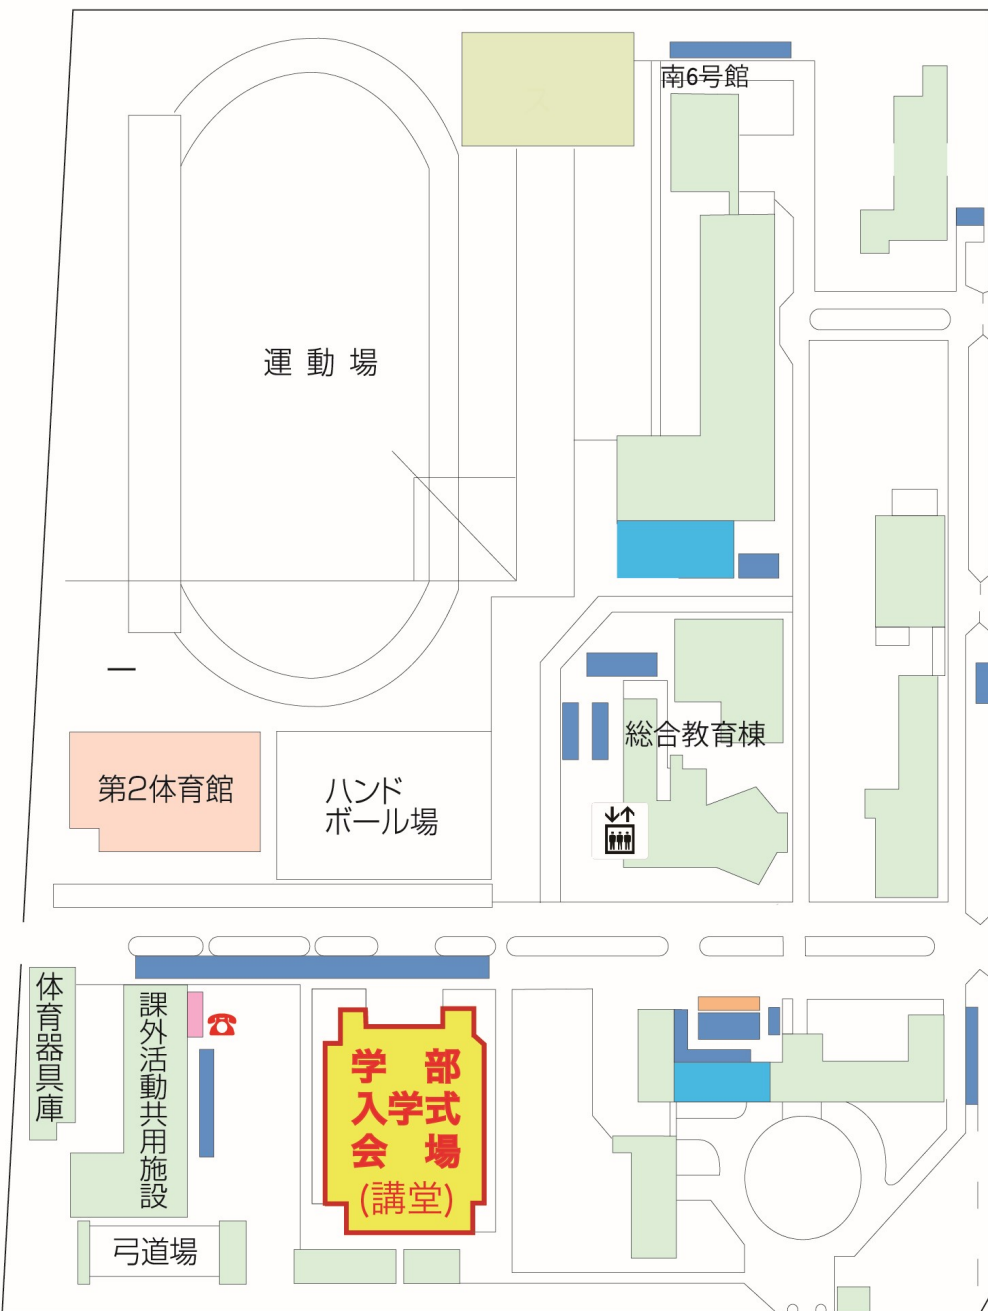 南6号館
運動場
総合教育棟
第2体育館
ハンド
ボール場
体育器具庫
課外活動共用施設
学部
入学式
会場
(講堂)
弓道場